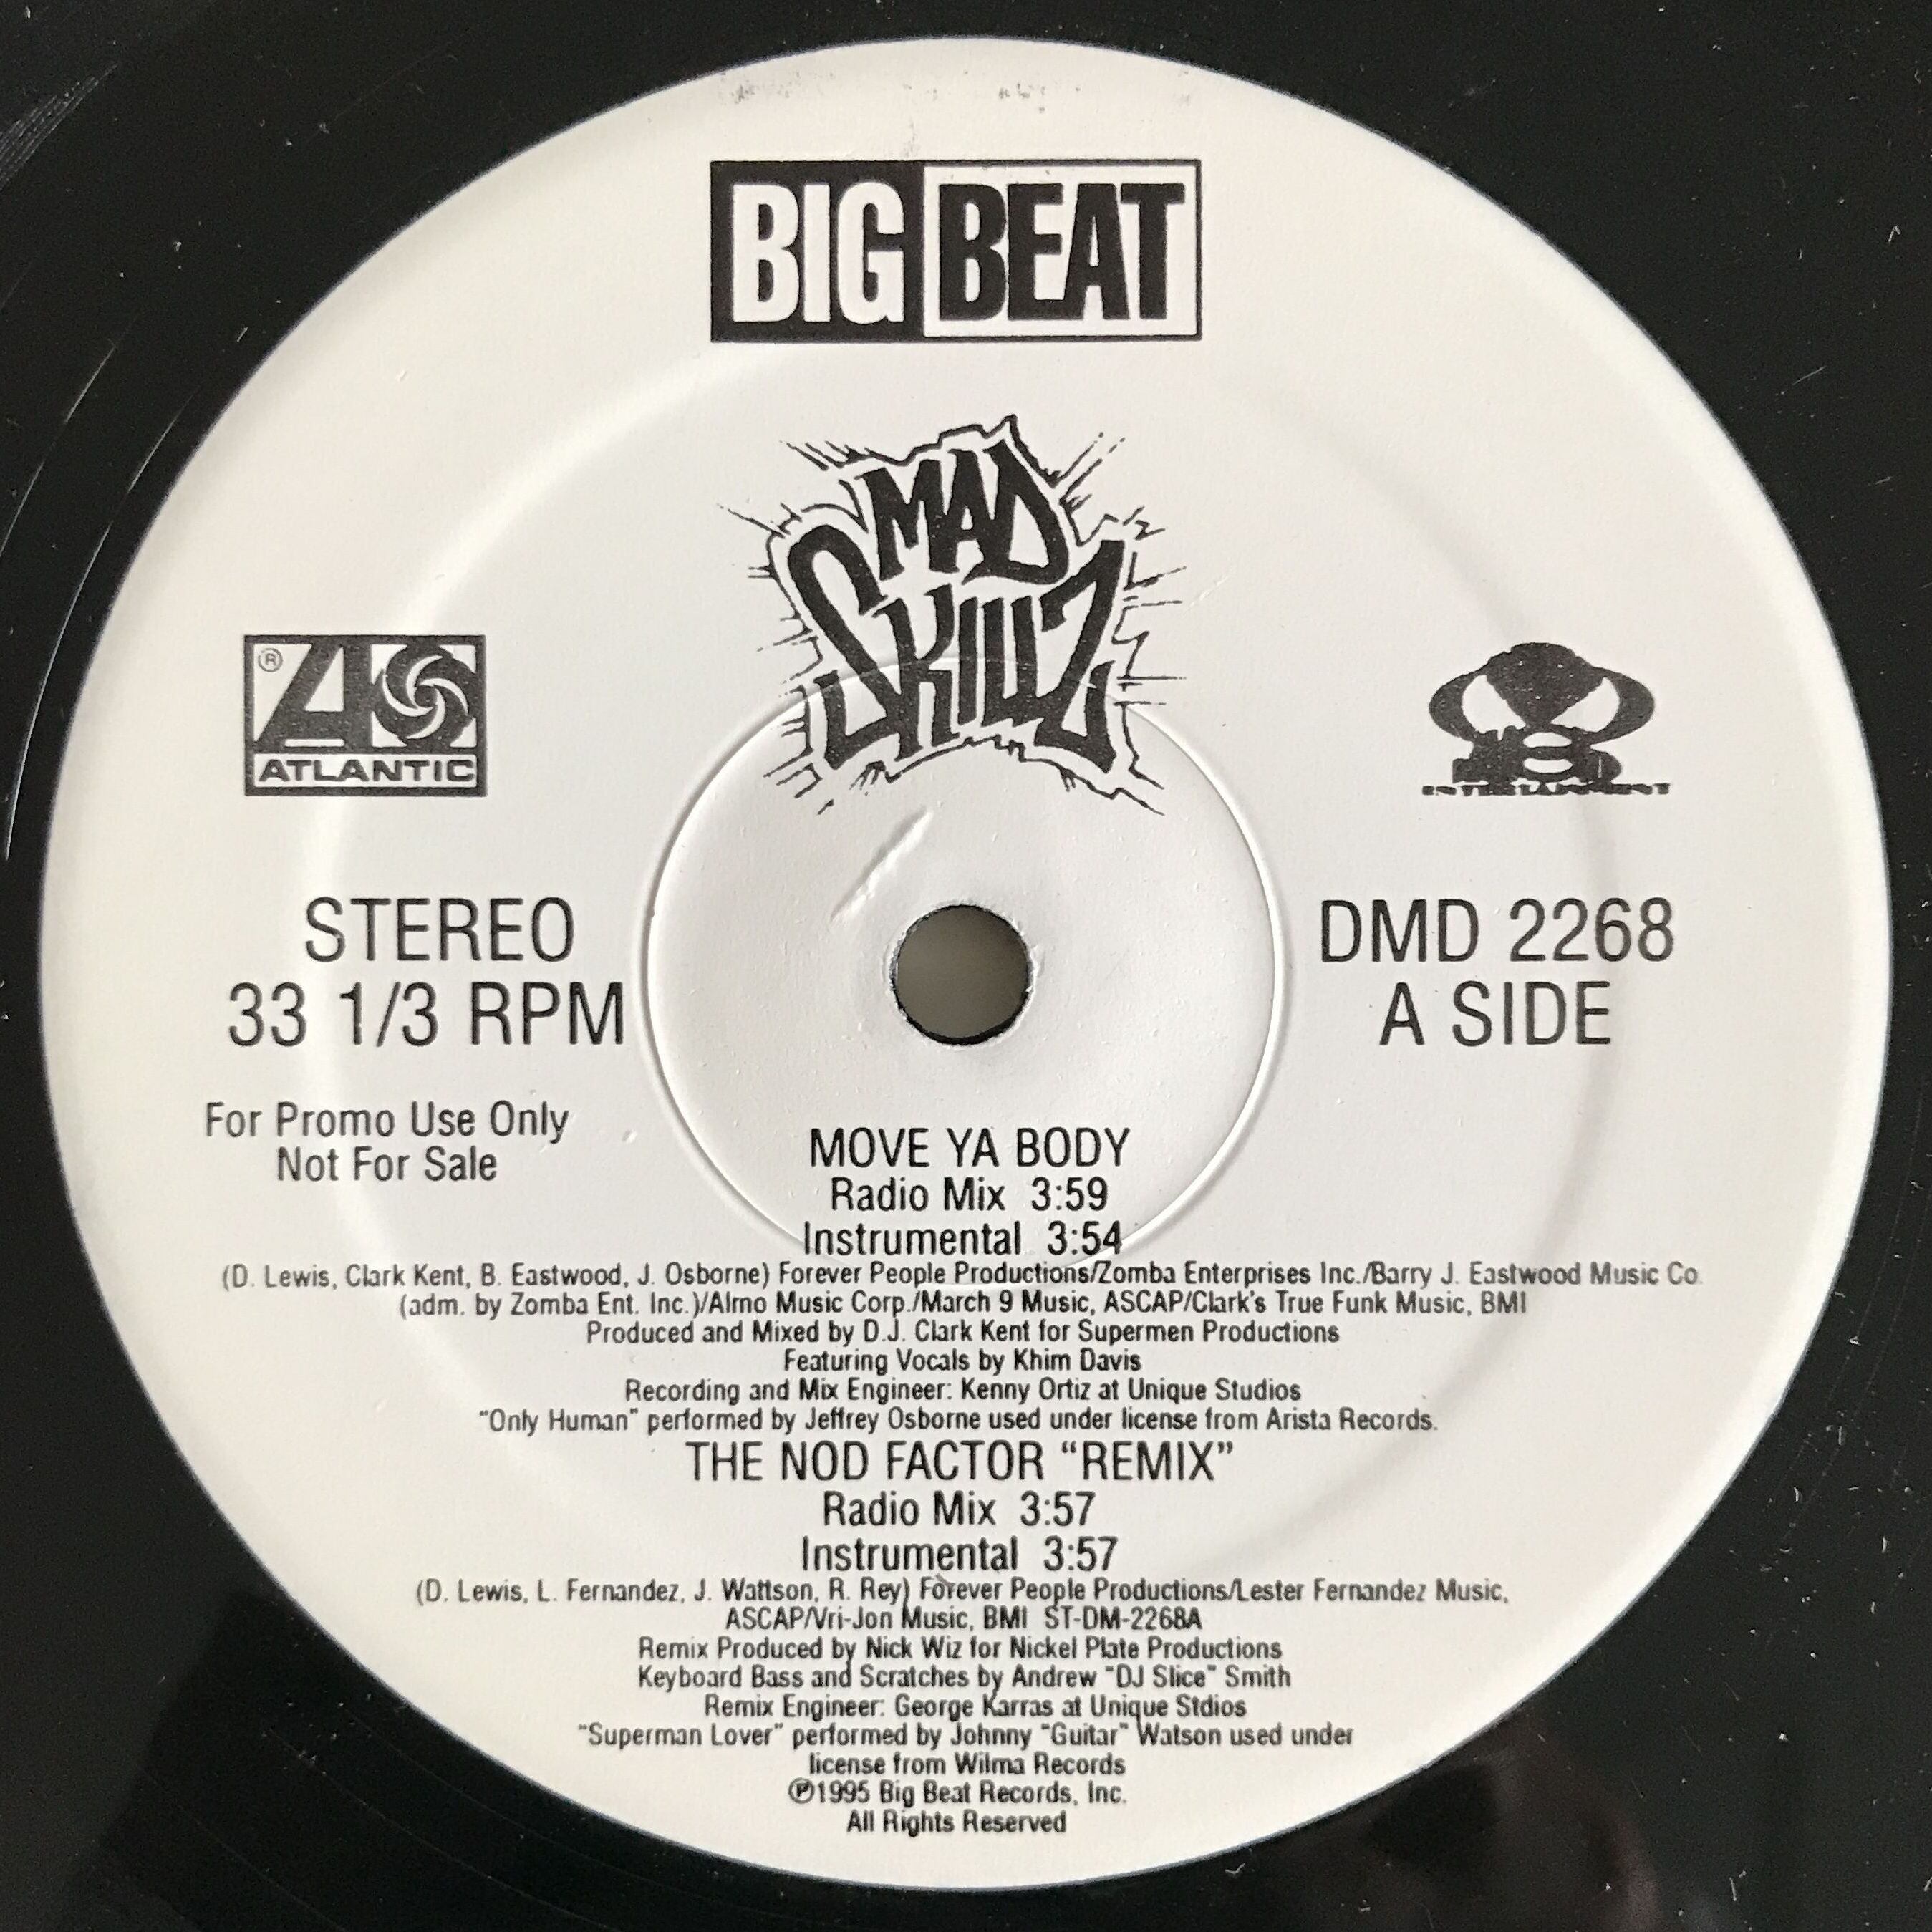 BIG BEAT
MAD
SKILLZ
®
ATLANTIC
ENTERTAINMENT
STEREO
33 1/3 RPM
DMD 2268
A SIDE
For Promo Use Only
Not For Sale
MOVE YA BODY
Radio Mix 3:59
Instrumental 3:54
(D. Lewis, Clark Kent, B. Eastwood, J. Osborne) Forever People Productions/Zomba Enterprises Inc./Barry J. Eastwood Music Co.
(adm. by Zomba Ent. Inc.)/Almo Music Corp./March 9 Music, ASCAP/Clark's True Funk Music, BMI
Produced and Mixed by D.J. Clark Kent for Supermen Productions
Featuring Vocals by Khim Davis
Recording and Mix Engineer: Kenny Ortiz at Unique Studios
"Only Human" performed by Jeffrey Osborne used under license from Arista Records.
THE NOD FACTOR “REMIX”
Radio Mix 3:57
Instrumental 3:57
(D. Lewis, L. Fernandez, J. Wattson, R. Rey) Forever People Productions/Lester Fernandez Music,
ASCAP/Vri-Jon Music, BMI ST-DM-2268A
Remix Produced by Nick Wiz for Nickel Plate Productions
Keyboard Bass and Scratches by Andrew "DJ Slice" Smith
Remix Engineer: George Karras at Unique Stdios
"Superman Lover" performed by Johnny "Guitar" Watson used under
license from Wilma Records
℗1995 Big Beat Records, Inc.
All Rights Reserved